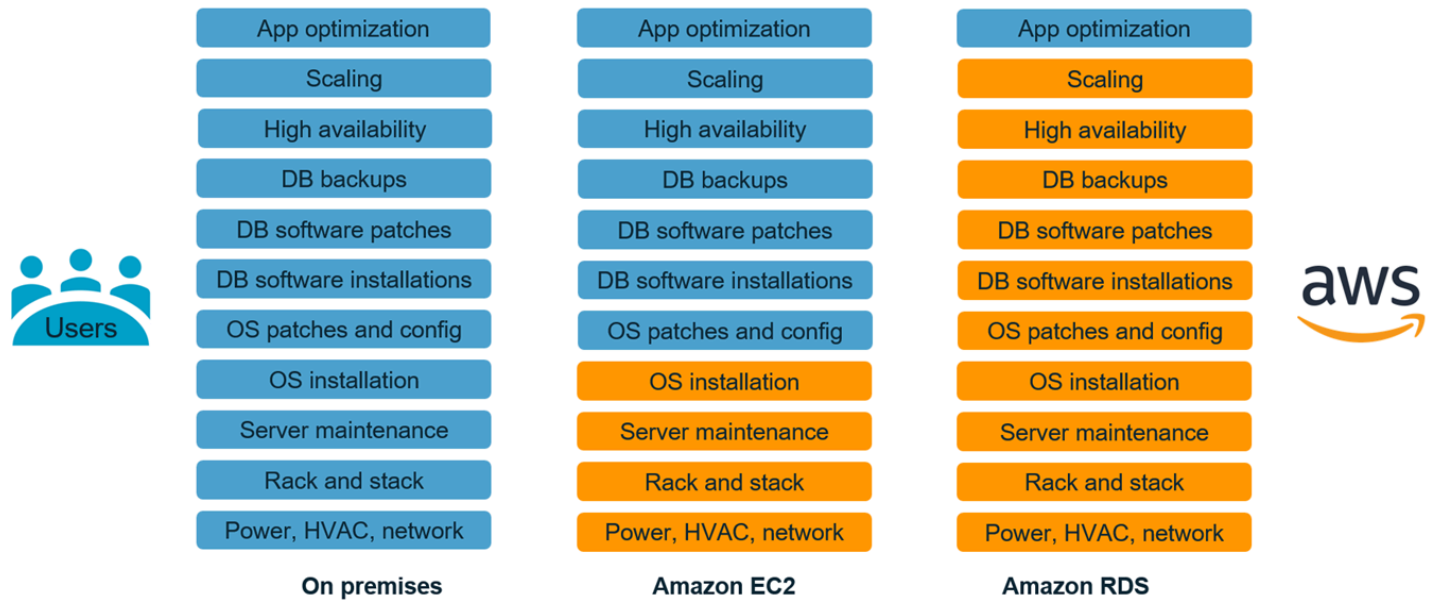 App optimization
App optimization
App optimization
Scaling
Scaling
Scaling
High availability
High availability
High availability
DB backups
DB backups
DB backups
DB software patches
DB software patches
DB software patches
DB software installations
DB software installations
DB software installations
aws
Users
OS patches and config
OS patches and config
OS patches and config
OS installation
OS installation
OS installation
Server maintenance
Server maintenance
Server maintenance
Rack and stack
Rack and stack
Rack and stack
Power, HVAC, network
Power, HVAC, network
Power, HVAC, network
On premises
Amazon EC2
Amazon RDS